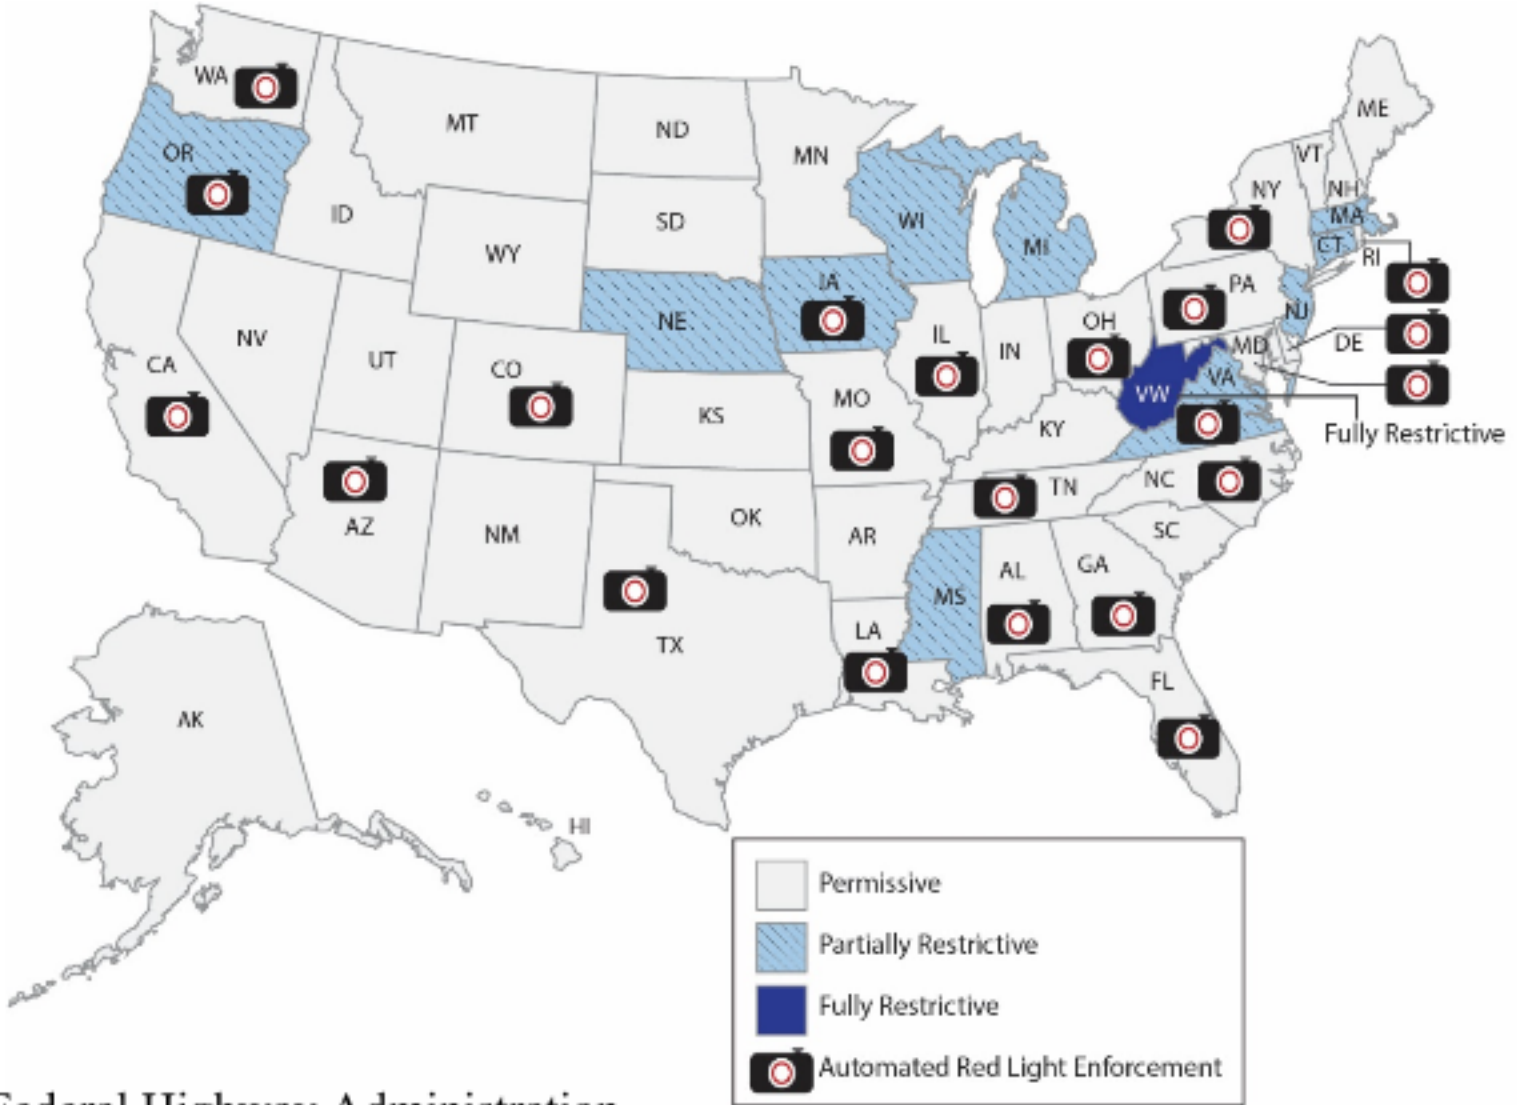 WA
MT
ND
MN
ME
OR
VT
ID
SD
WI
MI
NY
NH
MA
WY
CT
RI
NE
IA
PA
NV
UT
CO
IL
IN
OH
NJ
MD
DE
CA
KS
MO
VW
VA
KY
Fully Restrictive
AZ
NM
OK
AR
TN
NC
SC
TX
LA
MS
AL
GA
FL
AK
HI
Permissive
Partially Restrictive
Fully Restrictive
Automated Red Light Enforcement
Federal Highway Administration